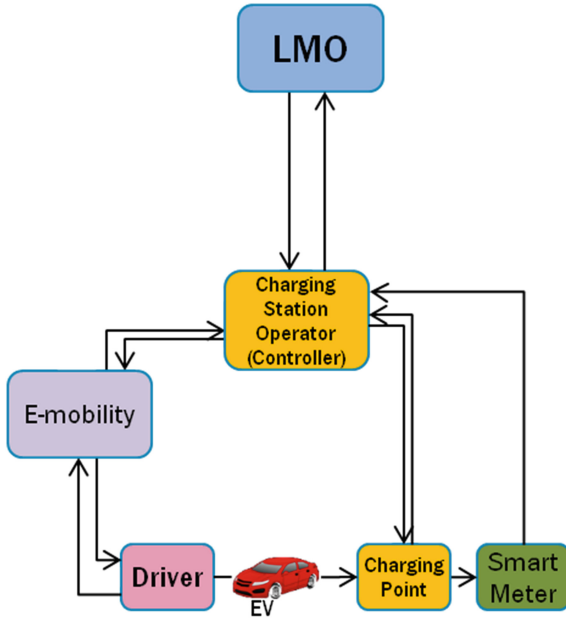 LMO
Charging
Station
Operator
(Controller)
E-mobility
Driver
EV
Charging
Point
Smart
Meter